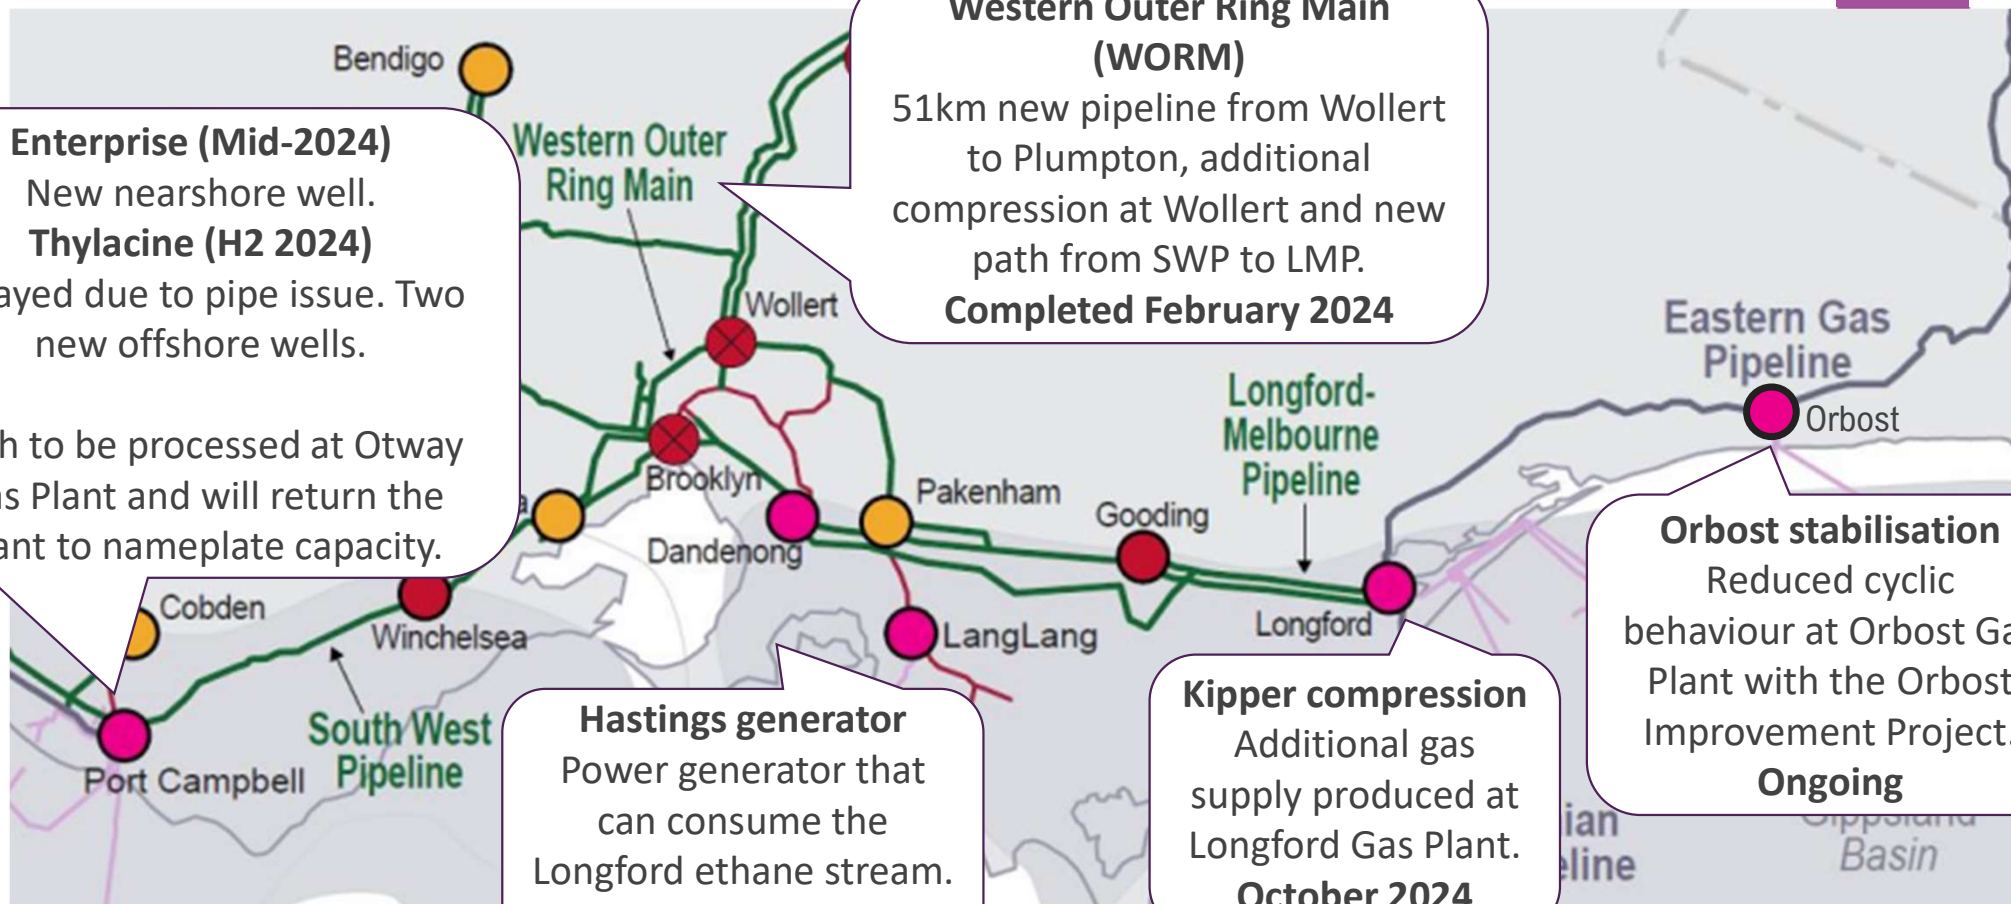 Western Outer Ring Main
(WORM)
51km new pipeline from Wollert
to Plumpton, additional
compression at Wollert and new
path from SWP to LMP.
Completed February 2024
Bendigo
Enterprise (Mid-2024)
New nearshore well.
Thylacine (H2 2024)
ayed due to pipe issue. Two
new offshore wells.
h to be processed at Otway
s Plant and will return the
ant to nameplate capacity.
Western Outer
Ring Main
Wollert
Brooklyn
a
Dandenong
Pakenham
Gooding
Longford-
Melbourne
Pipeline
Longford
Eastern Gas
Pipeline
Orbost
Cobden
Winchelsea
LangLang
Port Campbell
South West
Pipeline
Hastings generator
Power generator that
can consume the
Longford ethane stream.
Kipper compression
Additional gas
supply produced at
Longford Gas Plant.
October 2024
Orbost stabilisation
Reduced cyclic
behaviour at Orbost Ga
Plant with the Orbost
Improvement Project.
Ongoing
ian
eline
Gippsland
Basin